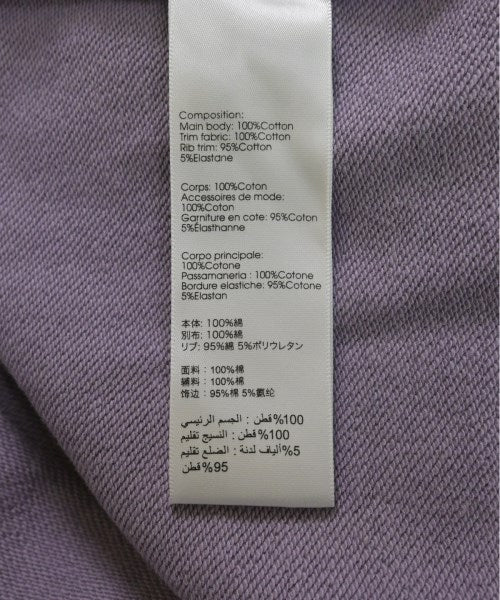 Composition:
Main body: 100%Cotton
Trim fabric: 100%Cotton
Rib trim: 95%Cotton
5%Elastane
Corps: 100%Coton
Accessoires de mode:
100%Coton
Garniture en cote: 95%Coton
5%Élasthanne
Corpo principale:
100%Cotone
Passamaneria : 100%Cotone
Bordure elastiche: 95%Cotone
5%Elastan
本体: 100%綿
別布: 100%綿
リブ: 95%綿 5%ポリウレタン
面料: 100%棉
辅料: 100%棉
饰边: 95%棉 5%氨纶
100%قطن : الجسم الرئيسي
100%قطن : النسيج تقليم
5%ألياف لدنة : الضلع تقليم
95%قطن